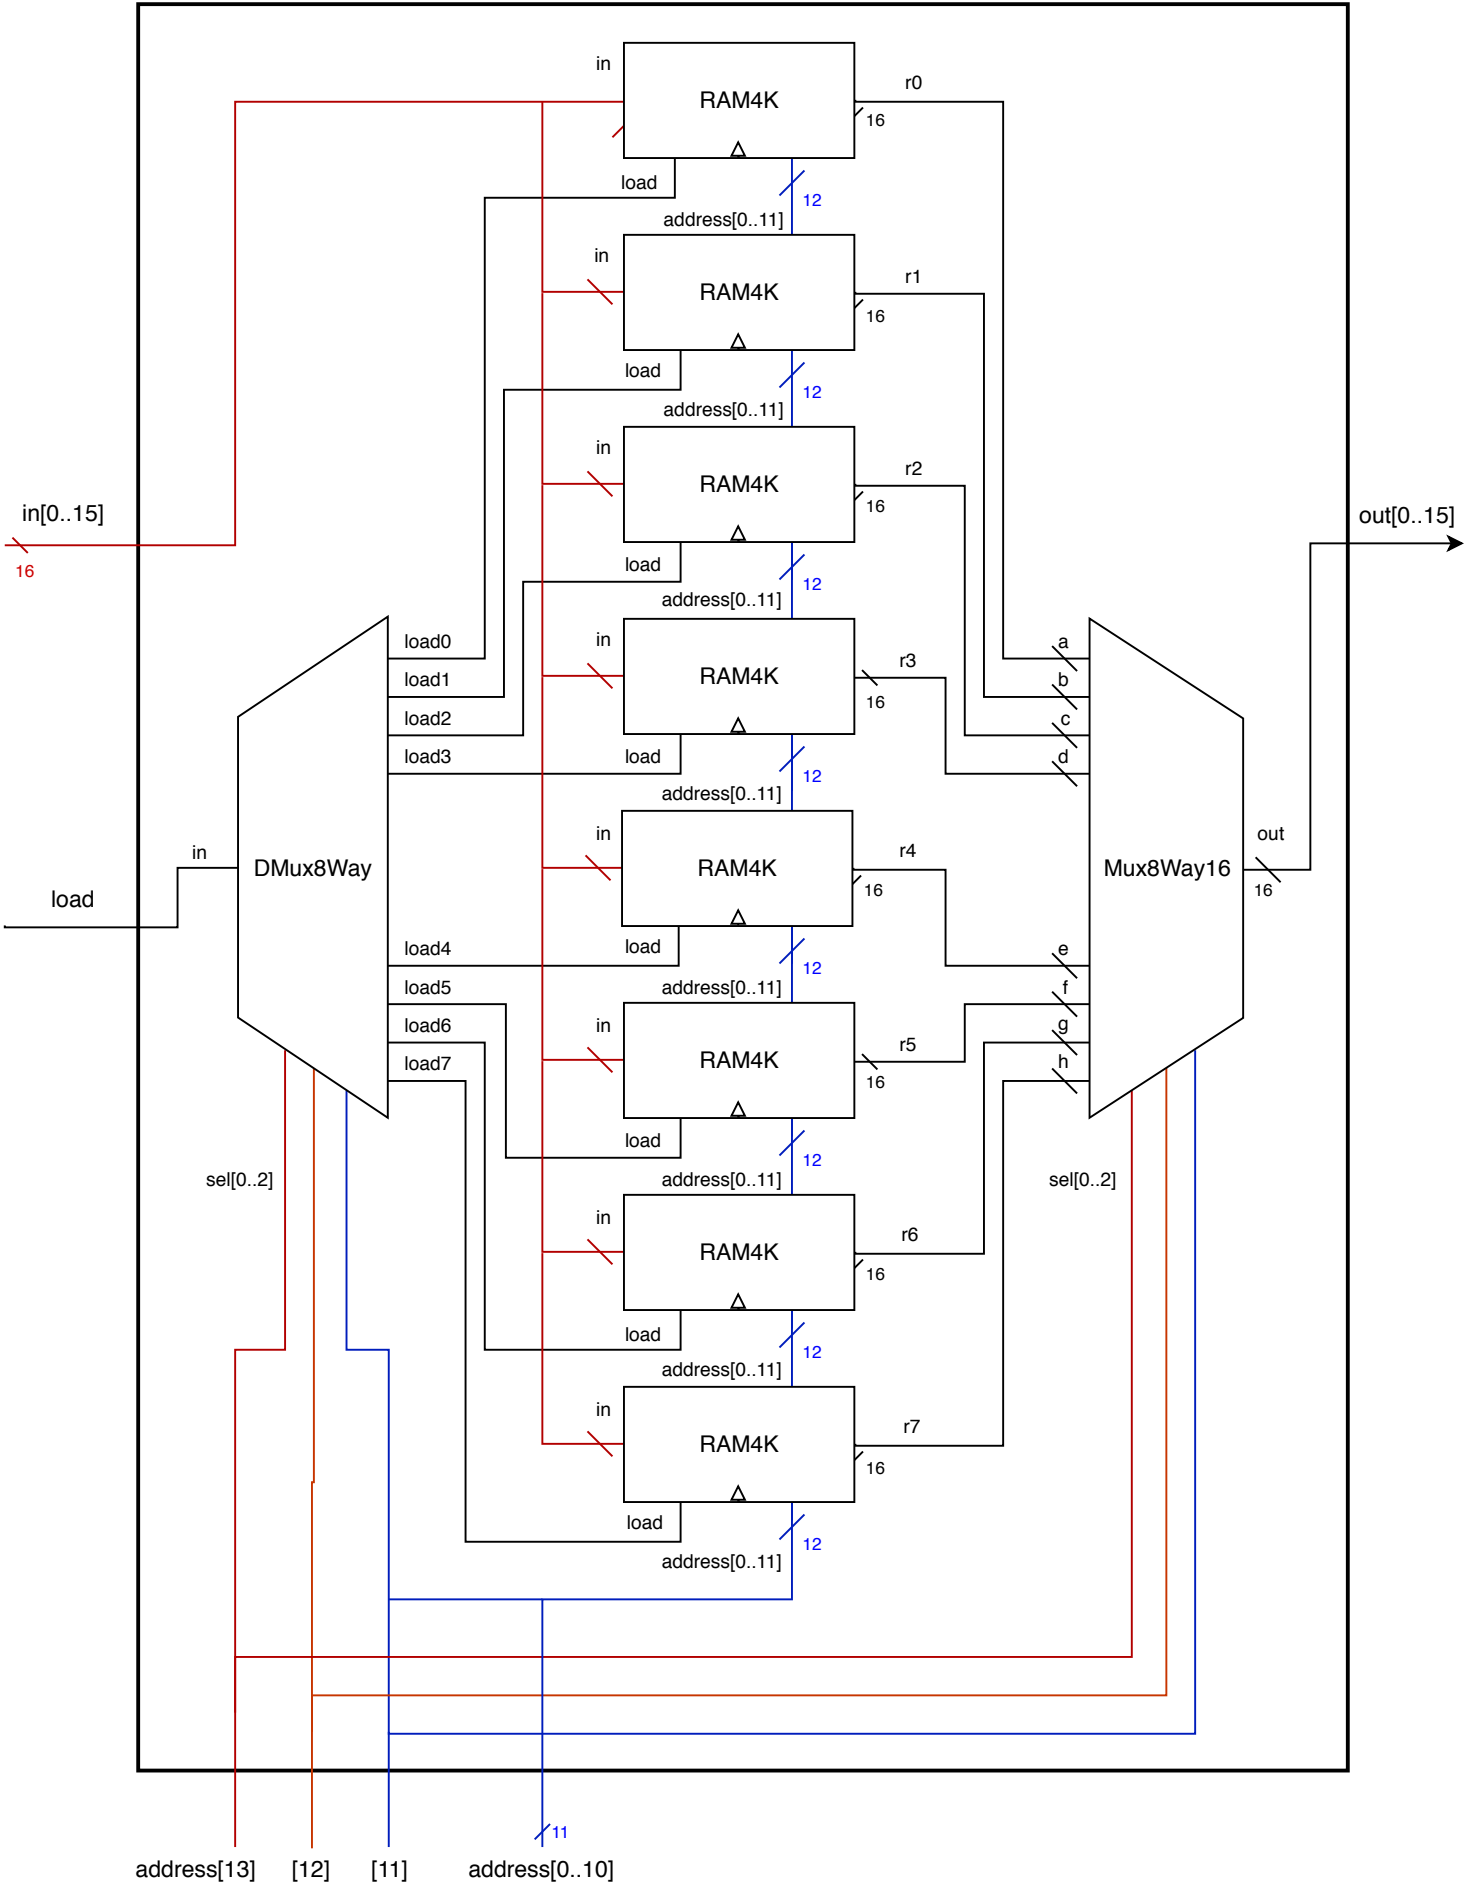 in
RAM4K
r0
16
load
12
address[0..11]
in
RAM4K
r1
16
load
12
address[0..11]
in
RAM4K
r2
16
load
12
address[0..11]
in[0..15]
16
out[0..15]
in
RAM4K
r3
16
load
12
address[0..11]
load0
load1
load2
load3
a
b
c
d
in
RAM4K
r4
16
load
12
address[0..11]
in
DMux8Way
load
Mux8Way16
out
16
load4
load5
load6
load7
e
f
g
h
in
RAM4K
r5
16
load
12
address[0..11]
sel[0..2]
sel[0..2]
in
RAM4K
r6
16
load
12
address[0..11]
in
RAM4K
r7
16
load
12
address[0..11]
11
address[13]
[12]
[11]
address[0..10]